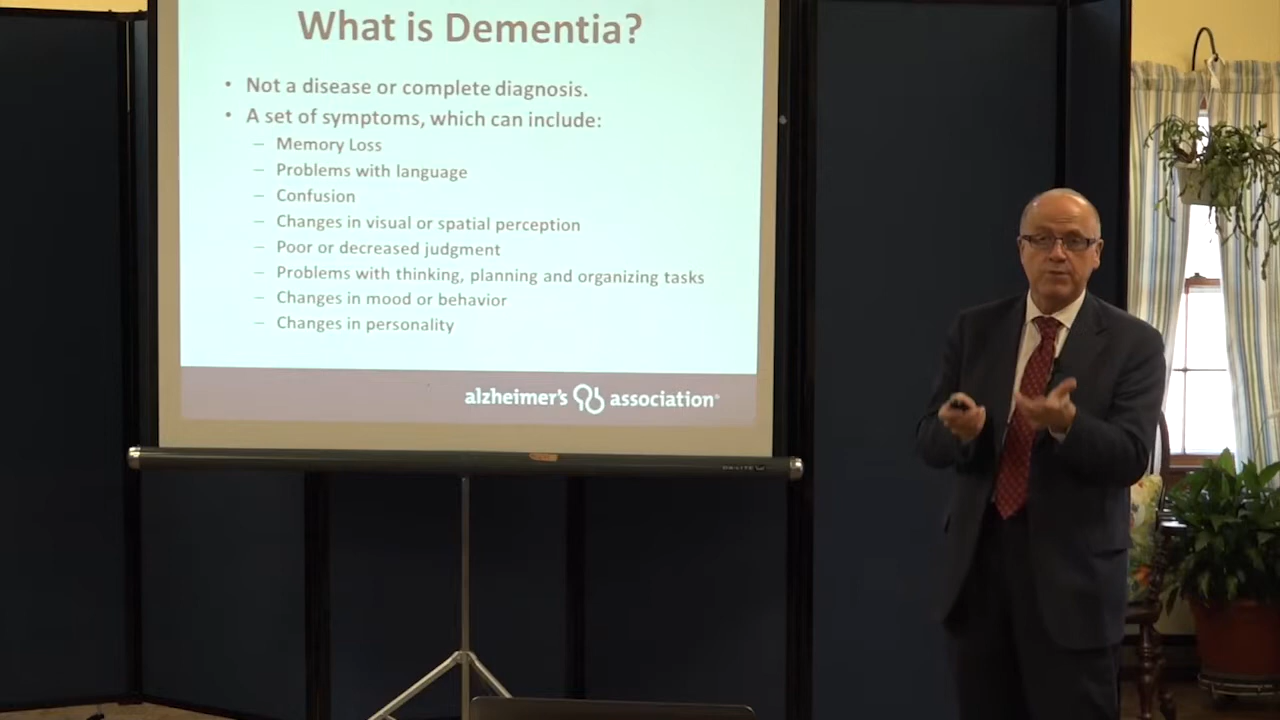 What is Dementia?
• Not a disease or complete diagnosis.
• A set of symptoms, which can include:
– Memory Loss
– Problems with language
– Confusion
– Changes in visual or spatial perception
– Poor or decreased judgment
– Problems with thinking, planning and organizing tasks
– Changes in mood or behavior
– Changes in personality
alzheimer's association®
DA-LITE